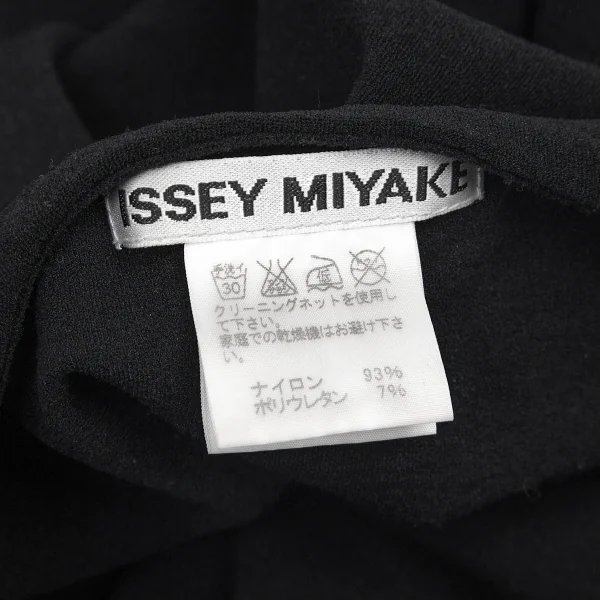 ISSEY MIYAKE
手洗イ
30
低
クリーニングネットを使用し
て下さい。
家庭での乾燥機はお避け下さ
い。
ナイロン 93%
ポリウレタン 7%